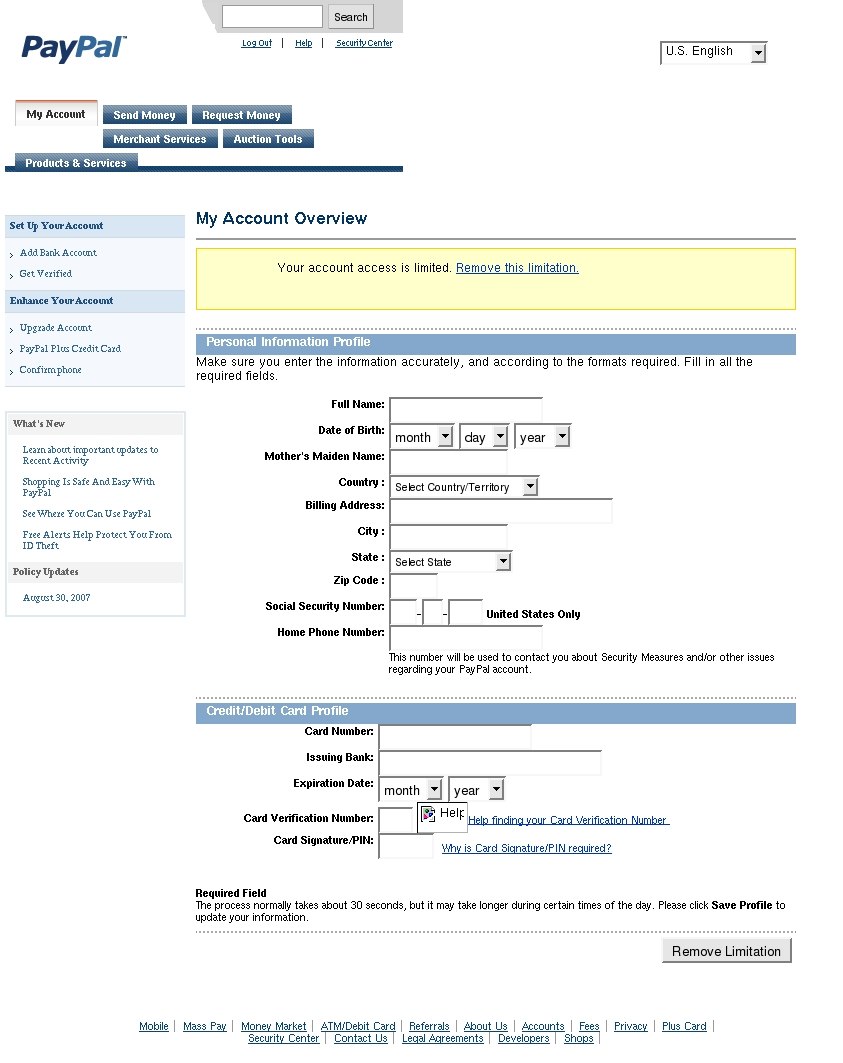 Search
Log Out | Help | Security Center
PayPal
U.S. English
My Account Send Money Request Money
Merchant Services Auction Tools
Products & Services
Set Up Your Account
Add Bank Account
Get Verified
Enhance Your Account
Upgrade Account
PayPal Plus Credit Card
Confirm phone
What's New
Learn about important updates to
Recent Activity
Shopping Is Safe And Easy With
PayPal
See Where You Can Use PayPal
Free Alerts Help Protect You From
ID Theft
Policy Updates
August 30, 2007
My Account Overview
Your account access is limited. Remove this limitation.
Personal Information Profile
Make sure you enter the information accurately, and according to the formats required. Fill in all the
required fields.
Full Name:
Date of Birth: month day year
Mother's Maiden Name:
Country : Select Country/Territory
Billing Address:
City :
State : Select State
Zip Code :
Social Security Number: - - United States Only
Home Phone Number:
This number will be used to contact you about Security Measures and/or other issues
regarding your PayPal account.
Credit/Debit Card Profile
Card Number:
Issuing Bank:
Expiration Date: month year
Card Verification Number: Help Help finding your Card Verification Number
Card Signature/PIN: Why is Card Signature/PIN required?
Required Field
The process normally takes about 30 seconds, but it may take longer during certain times of the day. Please click Save Profile to
update your information.
Remove Limitation
Mobile | Mass Pay | Money Market | ATM/Debit Card | Referrals | About Us | Accounts | Fees | Privacy | Plus Card |
Security Center | Contact Us | Legal Agreements | Developers | Shops |